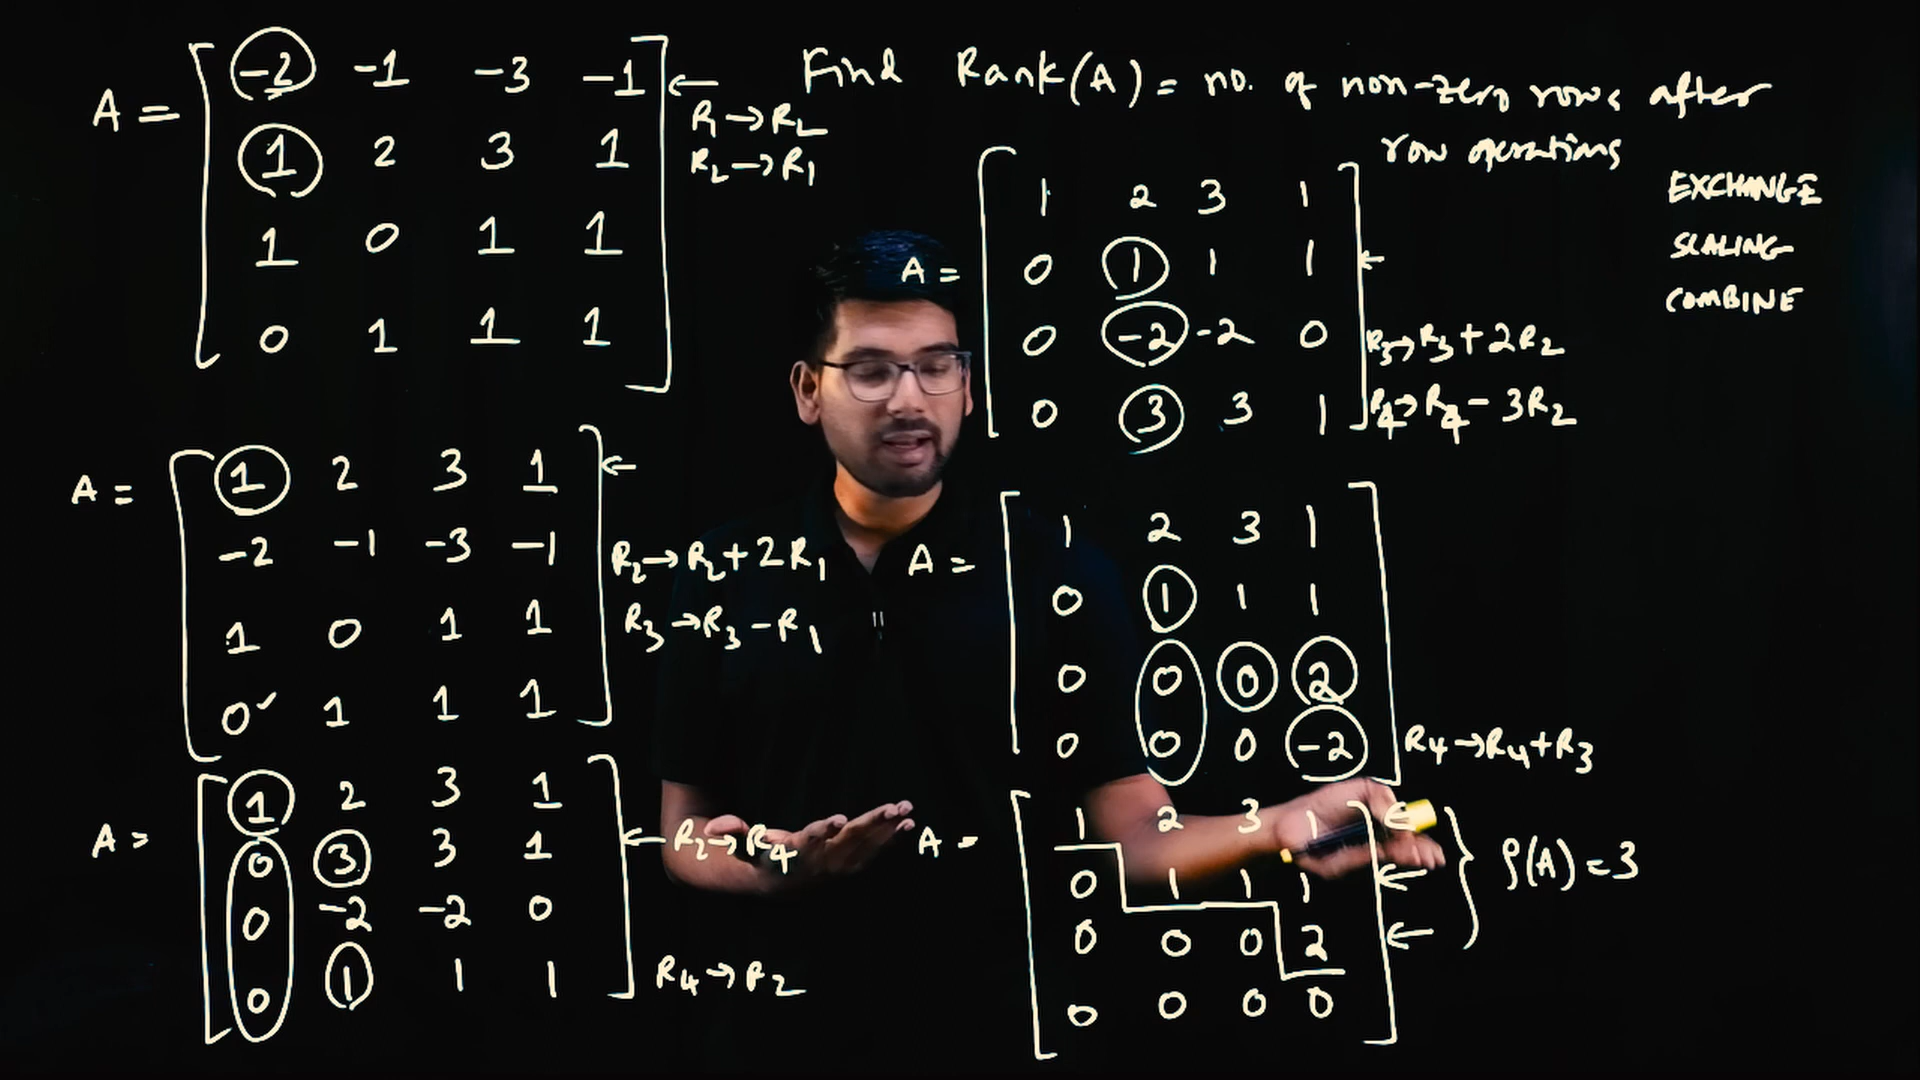 A = [ -2 -1 -3 -1 ] ←
1 2 3 1
1 0 1 1
0 1 1 1
R1 → R2
R2 → R1
Find Rank(A) = no. of non-zero rows after
row operations
EXCHANGE
SCALING
COMBINE
A = [ 1 2 3 1 ] ←
-2 -1 -3 -1 R2 → R2 + 2R1
1 0 1 1 R3 → R3 - R1
0 1 1 1
A = [ 1 2 3 1 ]
0 3 3 1 ← R2 → R4
0 -2 -2 0
0 1 1 1 R4 → R2
A = [ 1 2 3 1 ]
0 1 1 1 ←
0 -2 -2 0 R3 → R3 + 2R2
0 3 3 1 R4 → R4 - 3R2
A = [ 1 2 3 1 ]
0 1 1 1
0 0 0 2
0 0 0 -2 R4 → R4 + R3
A = [ 1 2 3 1 ] ←
0 1 1 1 ←
0 0 0 2 ←
0 0 0 0
} ρ(A) = 3